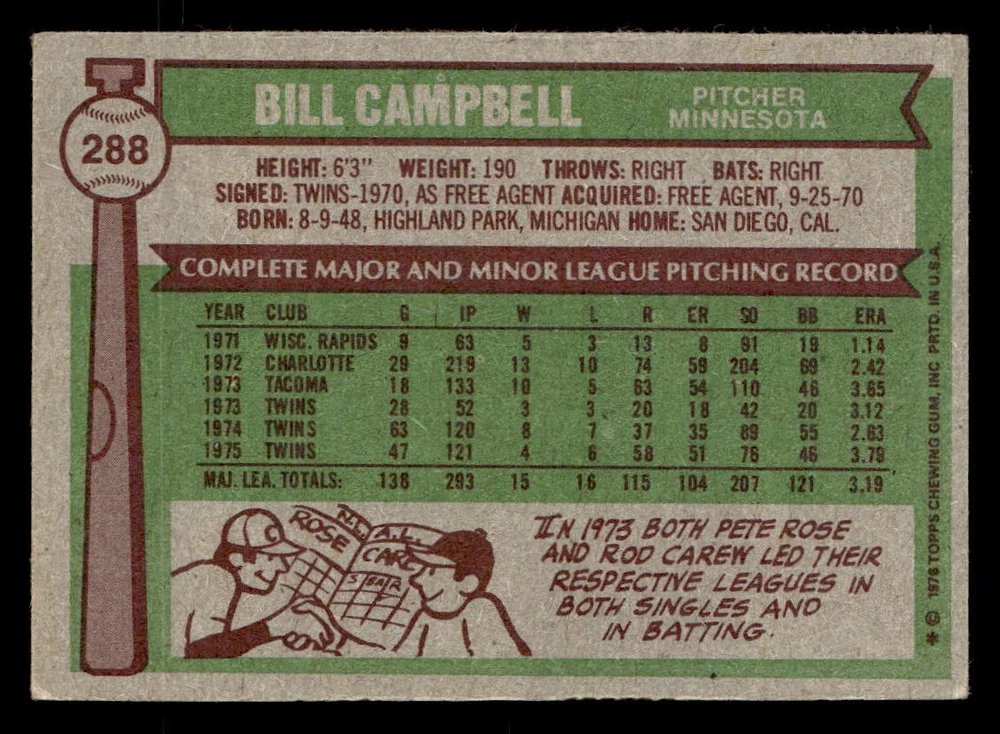 288
BILL CAMPBELL
PITCHER
MINNESOTA
HEIGHT: 6'3" WEIGHT: 190 THROWS: RIGHT BATS: RIGHT
SIGNED: TWINS-1970, AS FREE AGENT ACQUIRED: FREE AGENT, 9-25-70
BORN: 8-9-48, HIGHLAND PARK, MICHIGAN HOME: SAN DIEGO, CAL.
COMPLETE MAJOR AND MINOR LEAGUE PITCHING RECORD
YEAR CLUB G IP W L R ER SO BB ERA
1971 WISC. RAPIDS 9 63 5 3 13 8 91 19 1.14
1972 CHARLOTTE 29 219 13 10 74 59 204 69 2.42
1973 TACOMA 18 133 10 5 63 54 110 46 3.65
1973 TWINS 28 52 3 3 20 18 42 20 3.12
1974 TWINS 63 120 8 7 37 35 89 55 2.63
1975 TWINS 47 121 4 6 58 51 76 46 3.79
MAJ. LEA. TOTALS: 138 293 15 16 115 104 207 121 3.19
C
ROSE
N.L.
A.L.
CAREW
IN 1973 BOTH PETE ROSE
AND ROD CAREW LED THEIR
RESPECTIVE LEAGUES IN
BOTH SINGLES AND
IN BATTING.
* © 1976 TOPPS CHEWING GUM, INC PRTD. IN U.S.A.